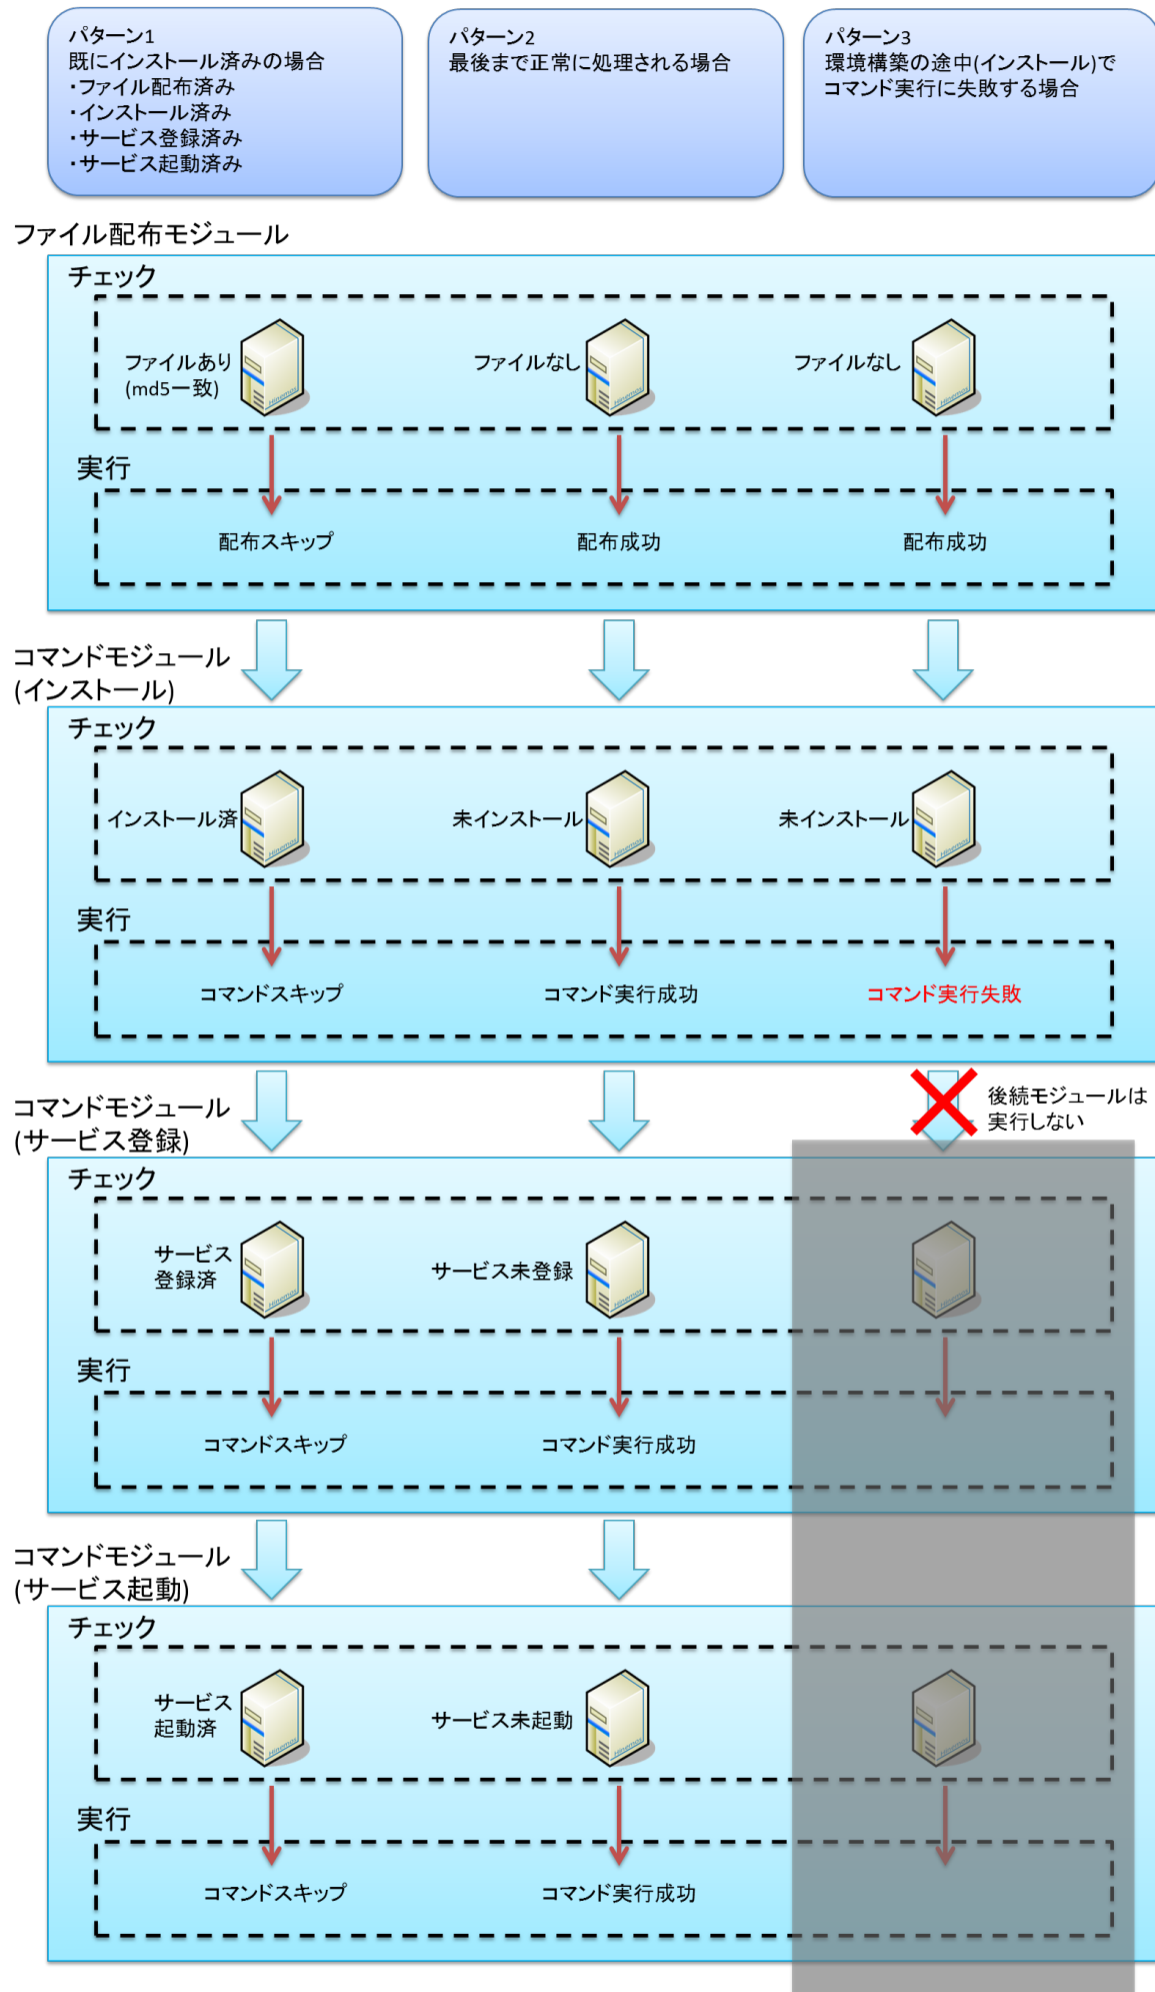 パターン1
既にインストール済みの場合
・ファイル配布済み
・インストール済み
・サービス登録済み
・サービス起動済み
パターン2
最後まで正常に処理される場合
パターン3
環境構築の途中(インストール)で
コマンド実行に失敗する場合
ファイル配布モジュール
チェック
ファイルあり
(md5一致)
Hinemos
ファイルなし
Hinemos
ファイルなし
Hinemos
実行
配布スキップ
配布成功
配布成功
コマンドモジュール
(インストール)
チェック
インストール済
Hinemos
未インストール
Hinemos
未インストール
Hinemos
実行
コマンドスキップ
コマンド実行成功
コマンド実行失敗
後続モジュールは
実行しない
コマンドモジュール
(サービス登録)
チェック
サービス
登録済
Hinemos
サービス未登録
Hinemos
Hinemos
実行
コマンドスキップ
コマンド実行成功
コマンドモジュール
(サービス起動)
チェック
サービス
起動済
Hinemos
サービス未起動
Hinemos
Hinemos
実行
コマンドスキップ
コマンド実行成功